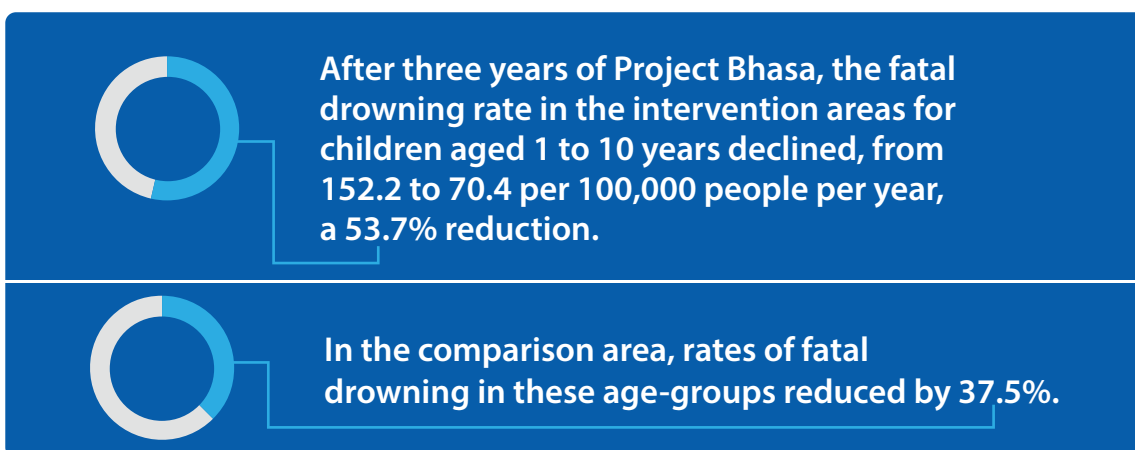 After three years of Project Bhasa, the fatal
drowning rate in the intervention areas for
children aged 1 to 10 years declined, from
152.2 to 70.4 per 100,000 people per year,
a 53.7% reduction.
In the comparison area, rates of fatal
drowning in these age-groups reduced by 37.5%.